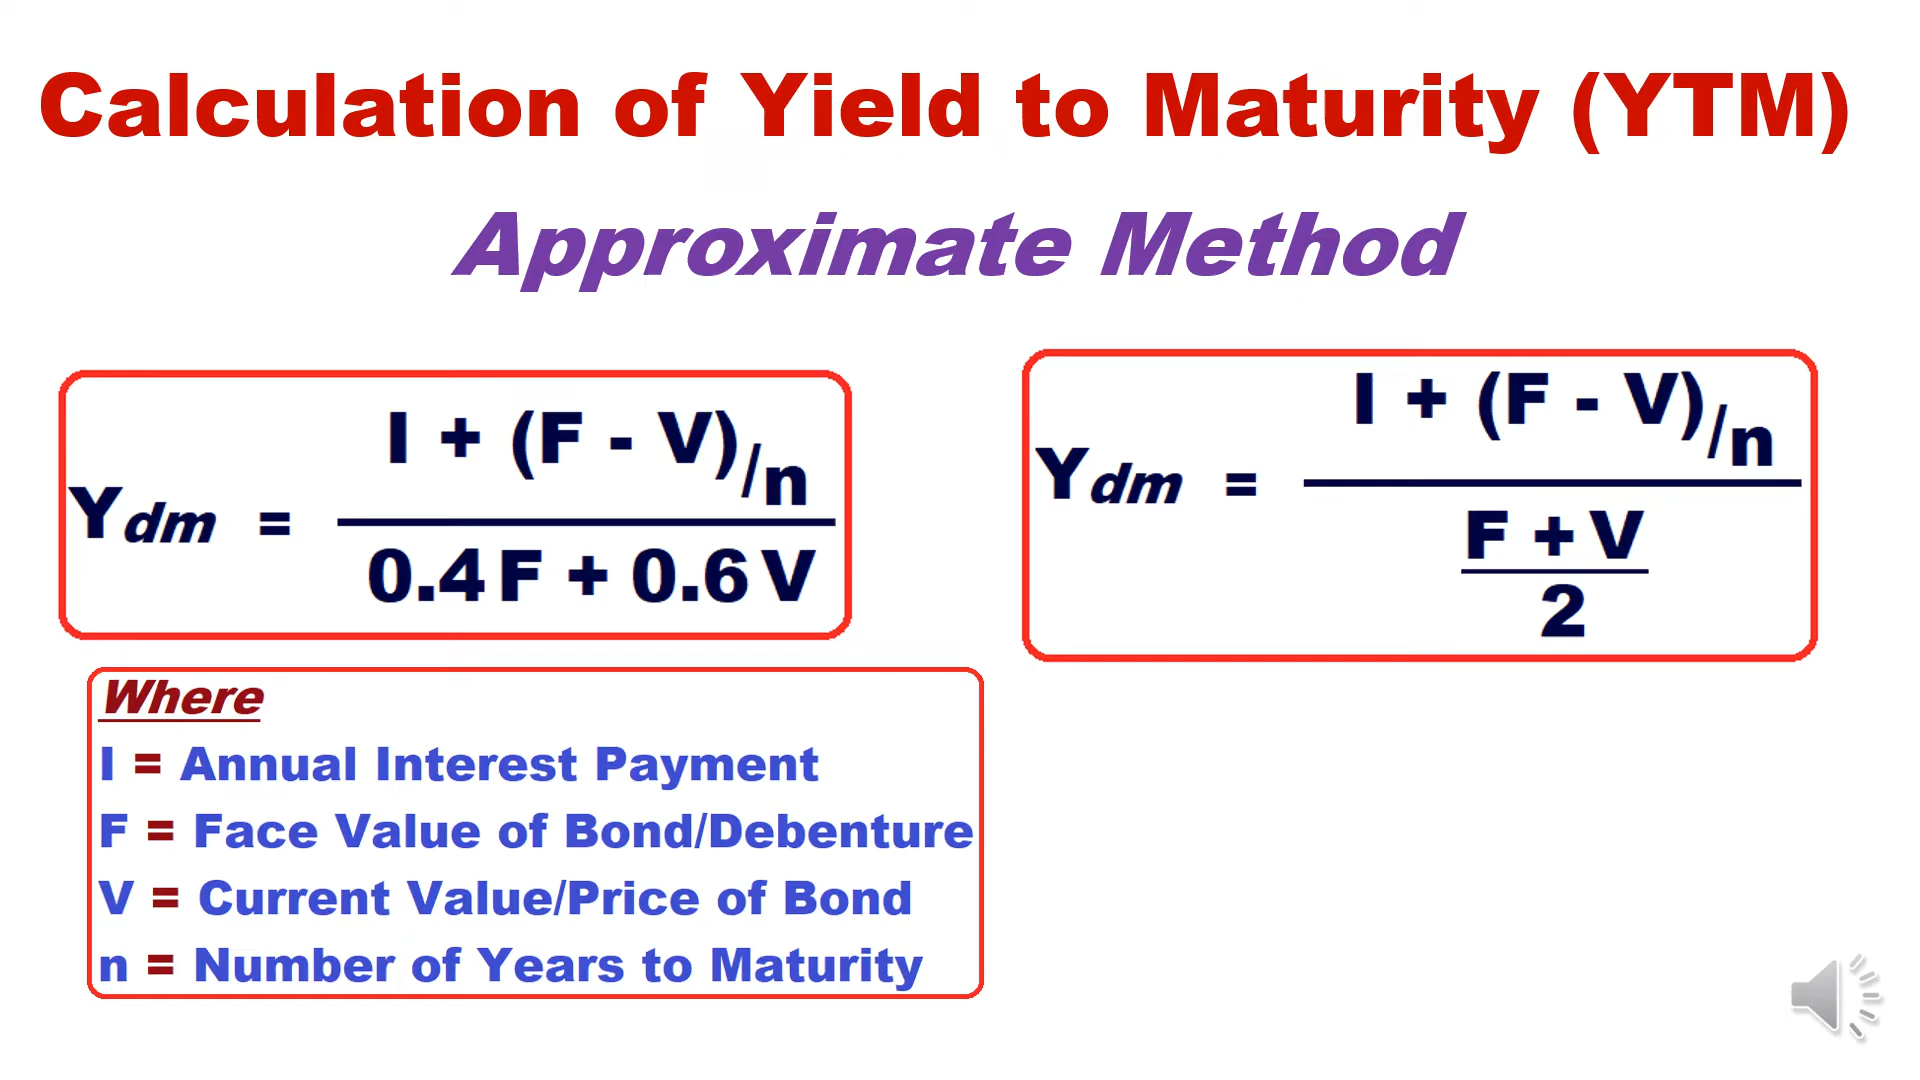 Calculation of Yield to Maturity (YTM)
Approximate Method
Ydm = I + (F - V)/n
0.4 F + 0.6 V
Ydm = I + (F - V)/n
F + V
2
Where
I = Annual Interest Payment
F = Face Value of Bond/Debenture
V = Current Value/Price of Bond
n = Number of Years to Maturity